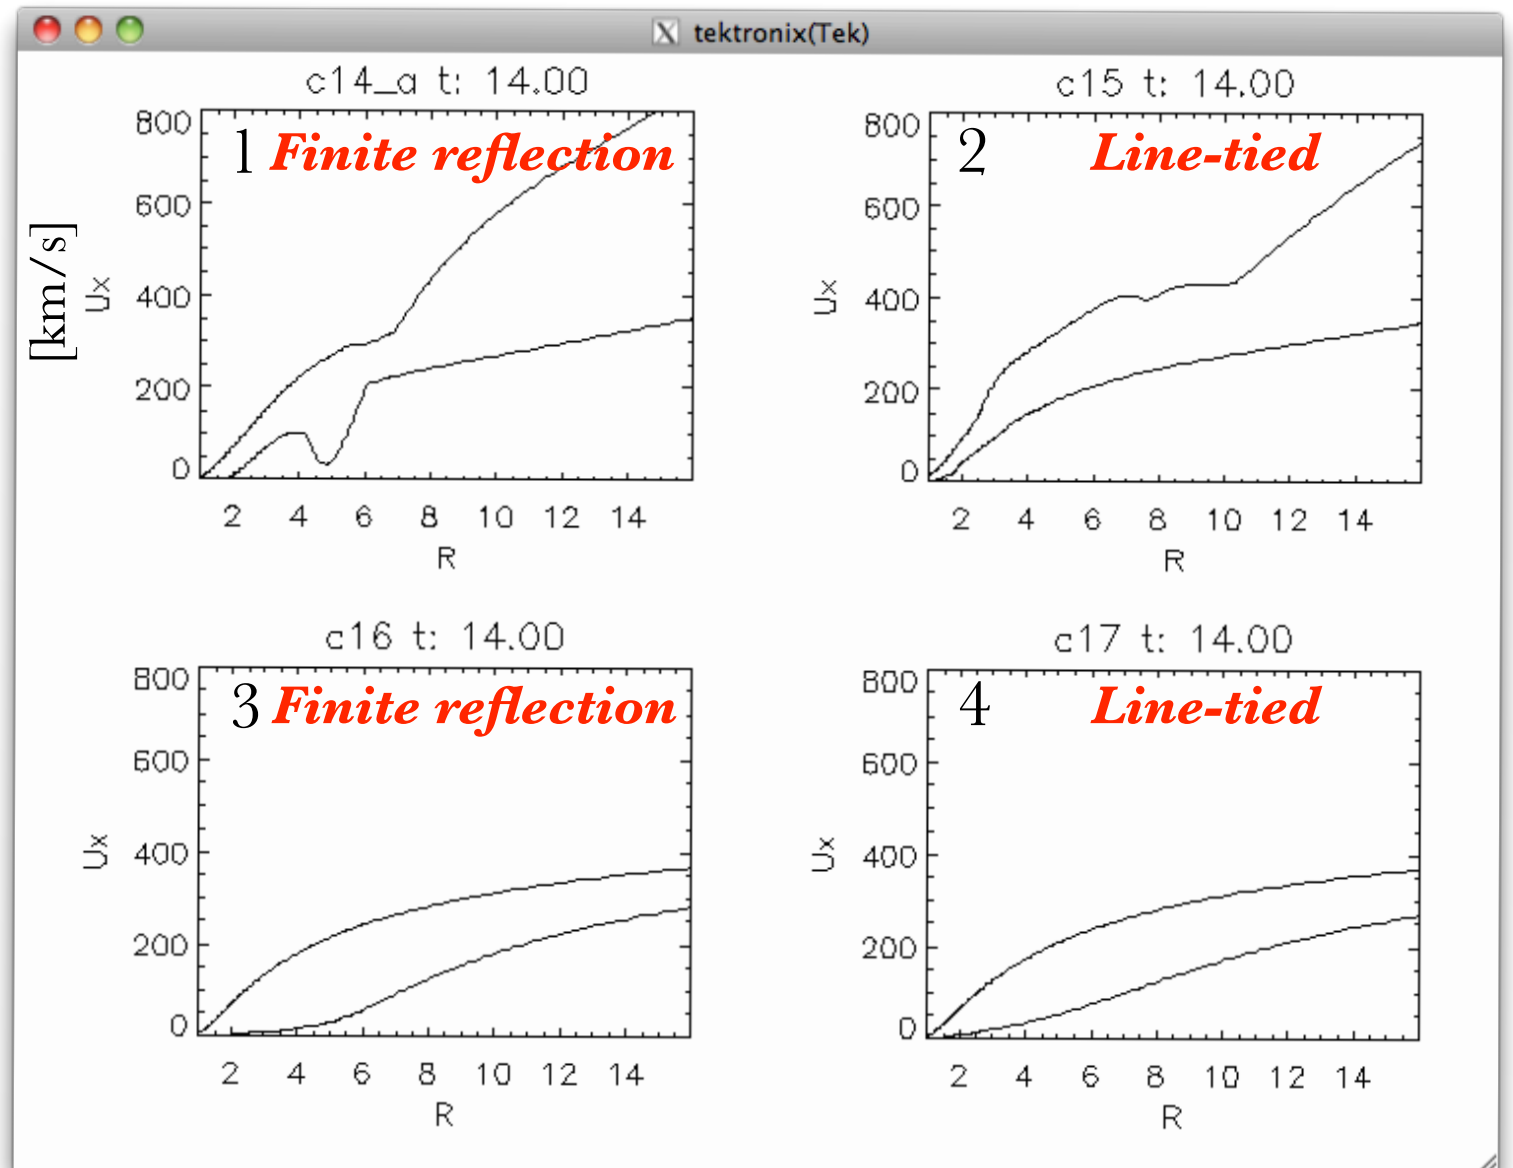 tektronix(Tek)
c14_a t: 14.00
1 Finite reflection
800
600
400
200
0
[km/s]
Ux
2 4 6 8 10 12 14
R
c15 t: 14.00
2 Line-tied
800
600
400
200
0
Ux
2 4 6 8 10 12 14
R
c16 t: 14.00
3 Finite reflection
800
600
400
200
0
Ux
2 4 6 8 10 12 14
R
c17 t: 14.00
4 Line-tied
800
600
400
200
0
Ux
2 4 6 8 10 12 14
R